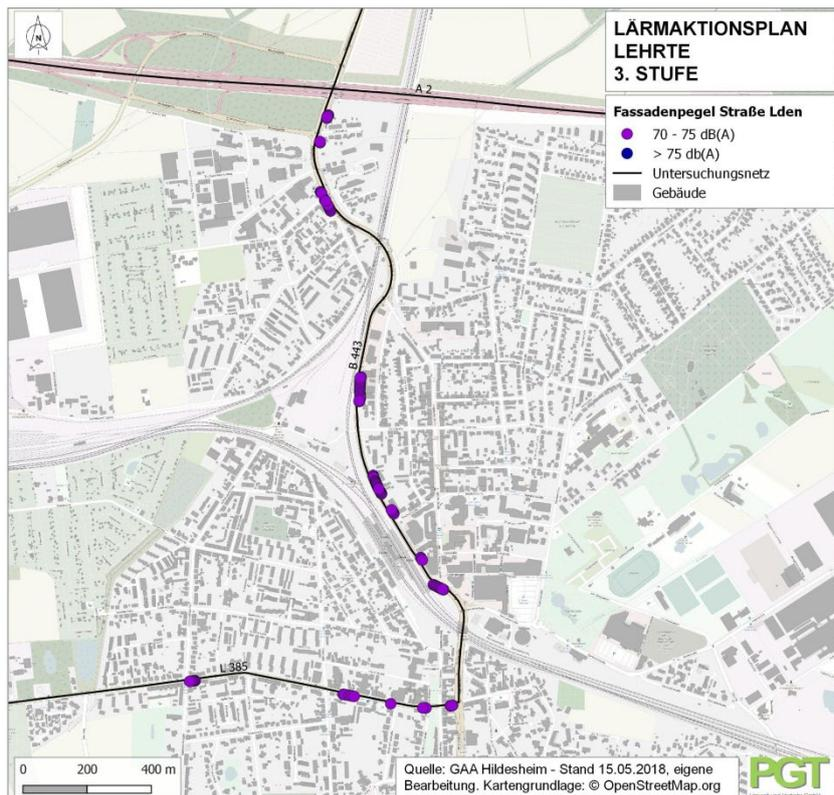 N
LÄRMAKTIONSPLAN
LEHRTE
3. STUFE
Fassadenpegel Straße Lden
70 - 75 dB(A)
> 75 db(A)
Untersuchungsnetz
Gebäude
A 2
B 443
L 385
0 200 400 m
Quelle: GAA Hildesheim - Stand 15.05.2018, eigene
Bearbeitung. Kartengrundlage: © OpenStreetMap.org
PGT